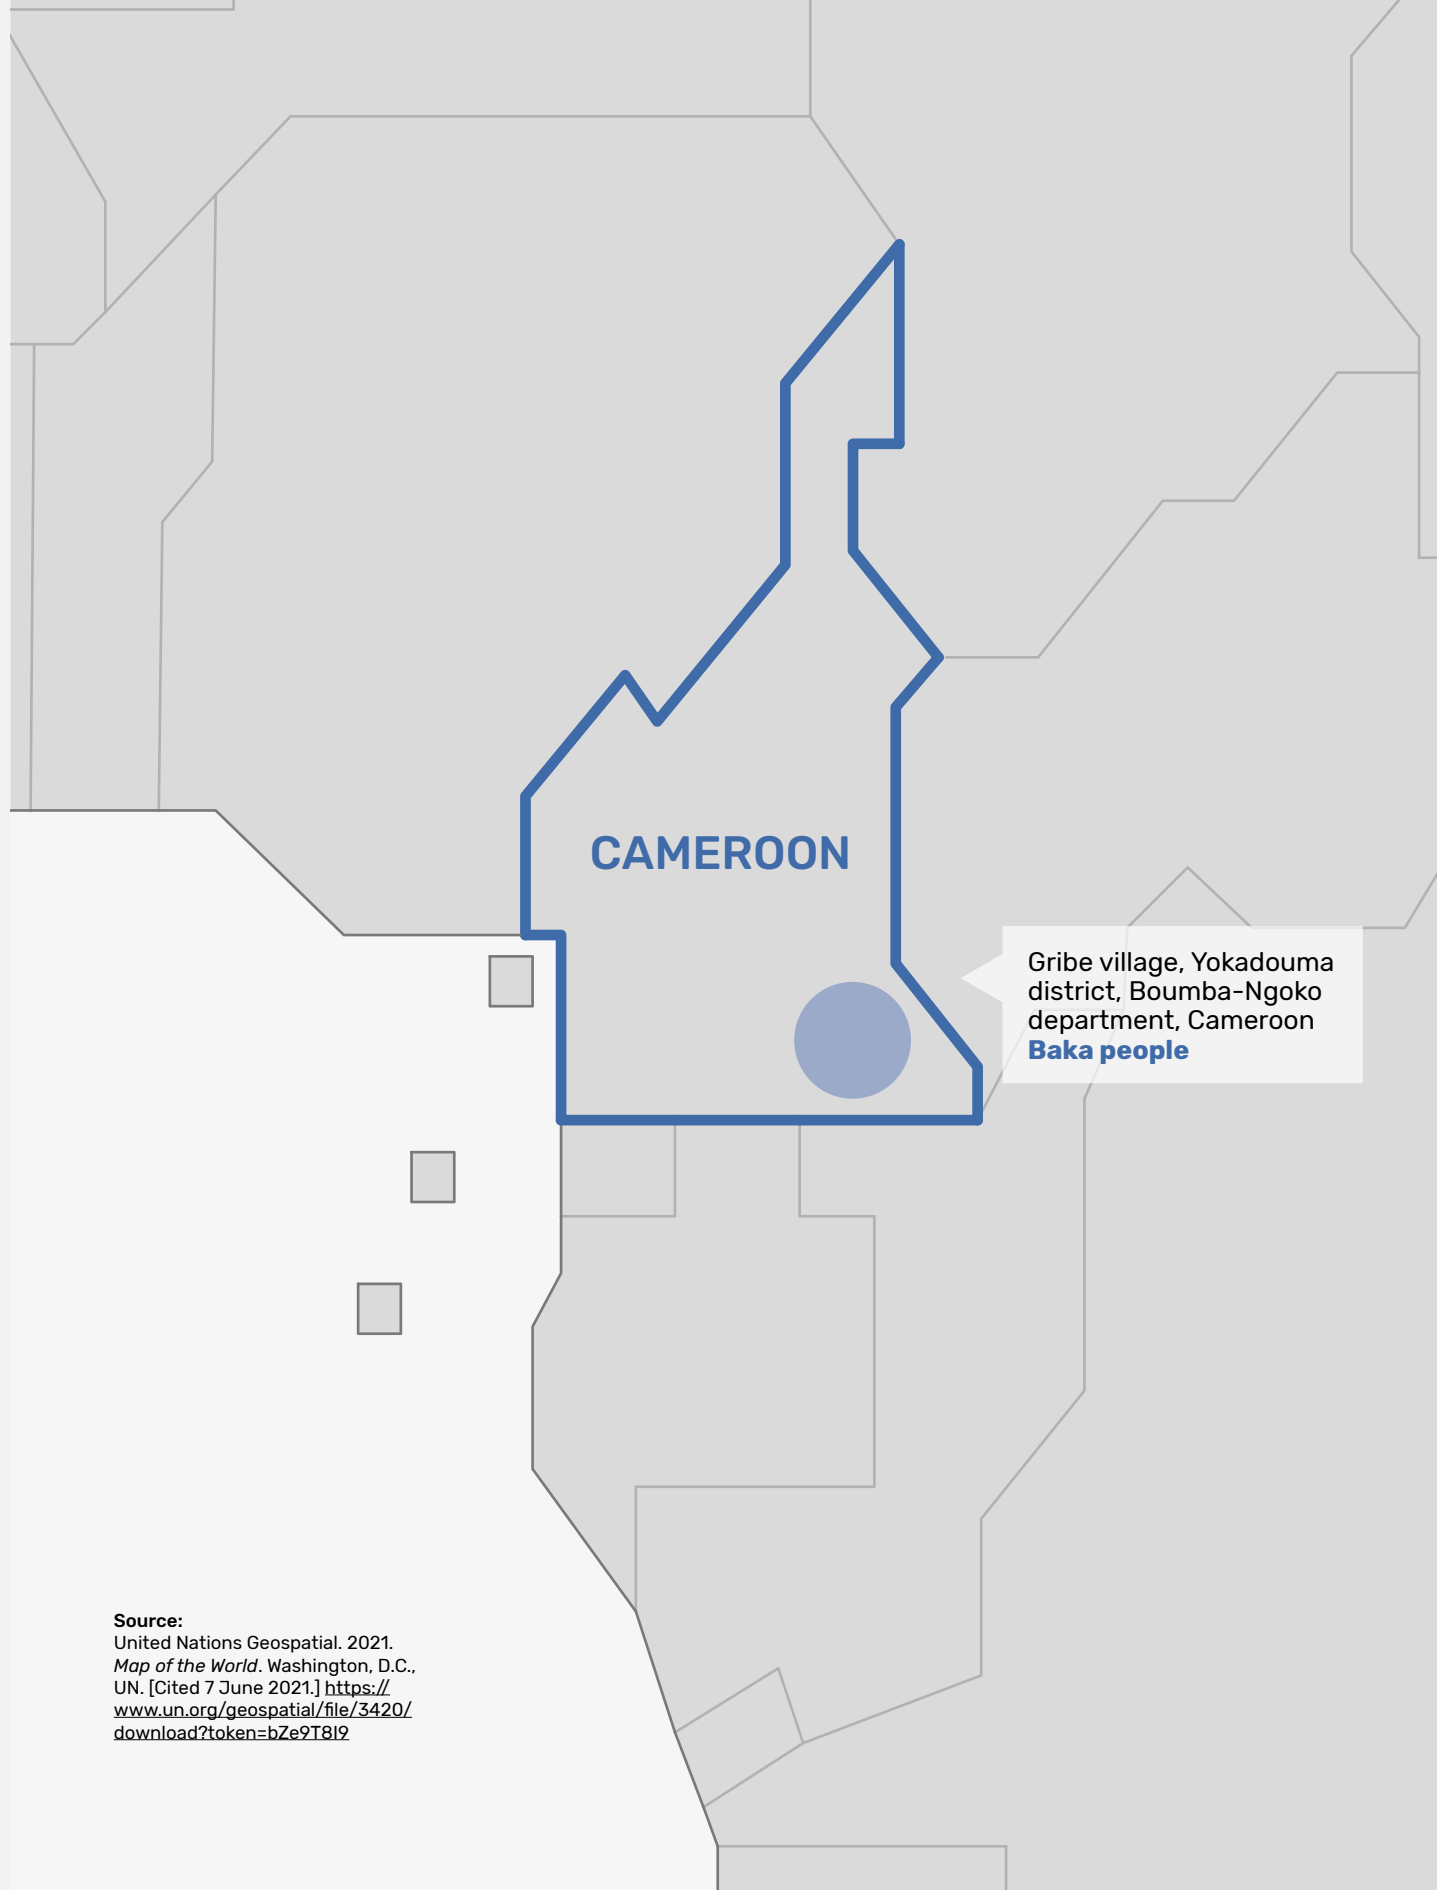 CAMEROON
Gribe village, Yokadouma
district, Boumba-Ngoko
department, Cameroon
Baka people
Source:
United Nations Geospatial. 2021.
Map of the World. Washington, D.C.,
UN. [Cited 7 June 2021.] https://
www.un.org/geospatial/file/3420/
download?token=bZe9T8I9